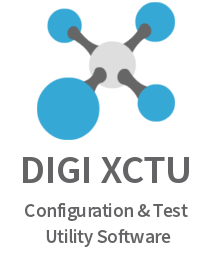 DIGI XCTU
Configuration & Test
Utility Software